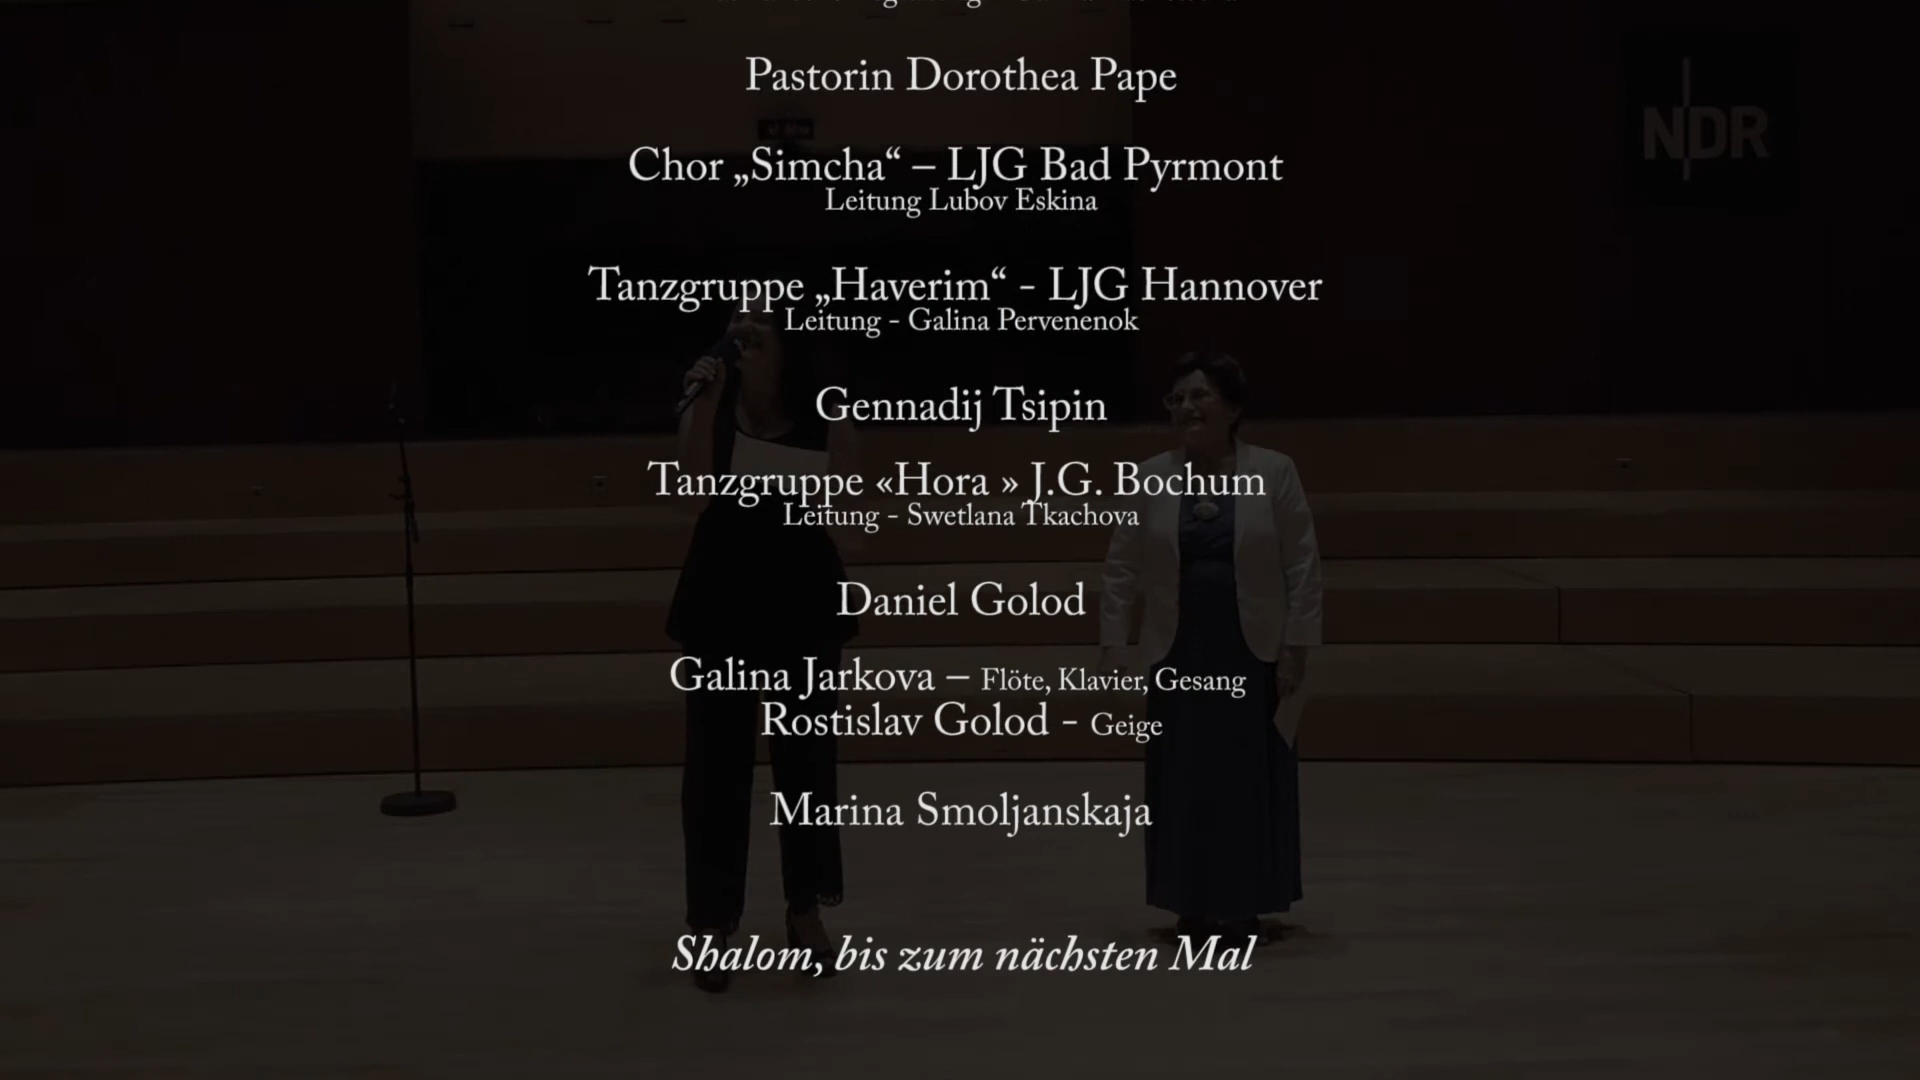 Pastorin Dorothea Pape
NDR
Chor „Simcha“ – LJG Bad Pyrmont
Leitung Lubov Eskina
Tanzgruppe „Haverim“ - LJG Hannover
Leitung - Galina Pervenenok
Gennadij Tsipin
Tanzgruppe «Hora » J.G. Bochum
Leitung - Swetlana Tkachova
Daniel Golod
Galina Jarkova – Flöte, Klavier, Gesang
Rostislav Golod - Geige
Marina Smoljanskaja
Shalom, bis zum nächsten Mal